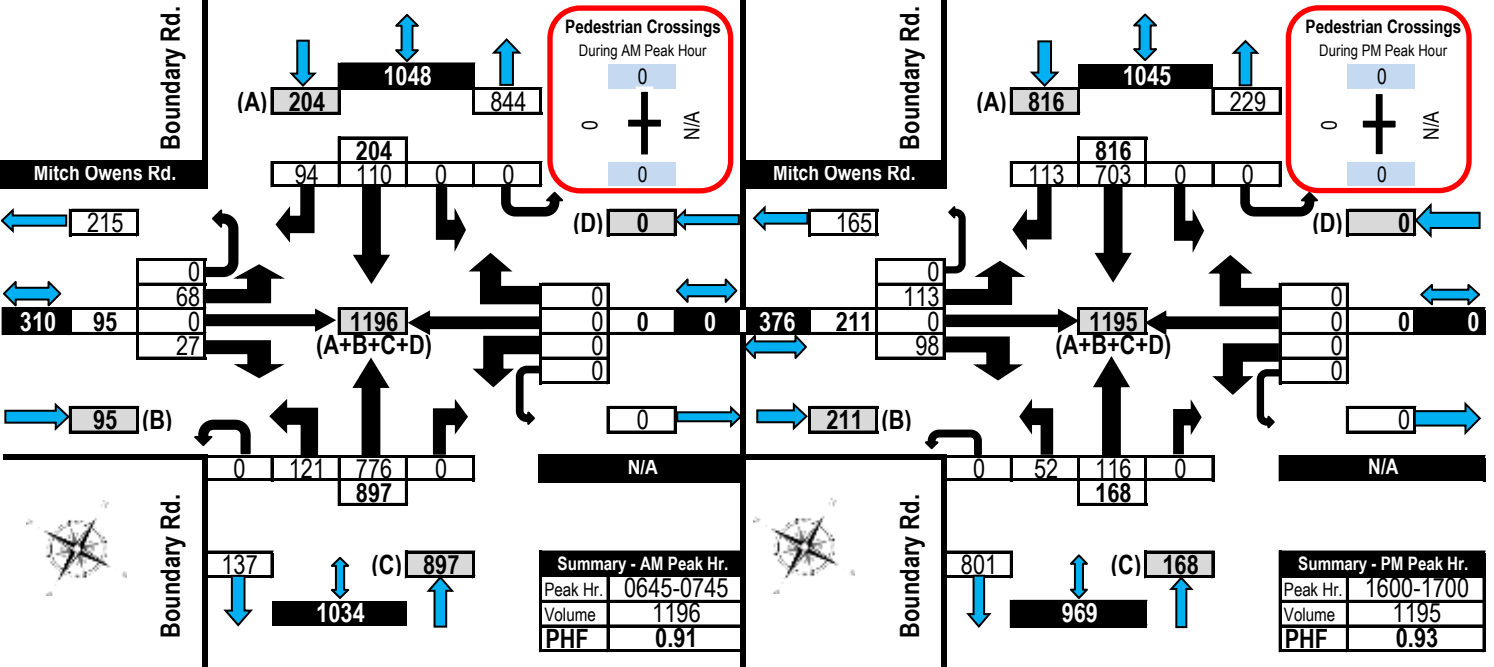 Boundary Rd.
1048
(A) 204 844
204
94 110 0 0
Pedestrian Crossings
During AM Peak Hour
0
0 N/A
0
Mitch Owens Rd.
215
(D) 0
0
68
310 95 0
27
1196
(A+B+C+D)
0
0 0 0
0
0
95 (B)
0
0 121 776 0
897
N/A
Boundary Rd.
137
(C) 897
1034
Summary - AM Peak Hr.
Peak Hr. 0645-0745
Volume 1196
PHF 0.91
Boundary Rd.
1045
(A) 816 229
816
113 703 0 0
Pedestrian Crossings
During PM Peak Hour
0
0 N/A
0
Mitch Owens Rd.
165
(D) 0
0
113
376 211 0
98
1195
(A+B+C+D)
0
0 0 0
0
0
211 (B)
0
0 52 116 0
168
N/A
Boundary Rd.
801
(C) 168
969
Summary - PM Peak Hr.
Peak Hr. 1600-1700
Volume 1195
PHF 0.93